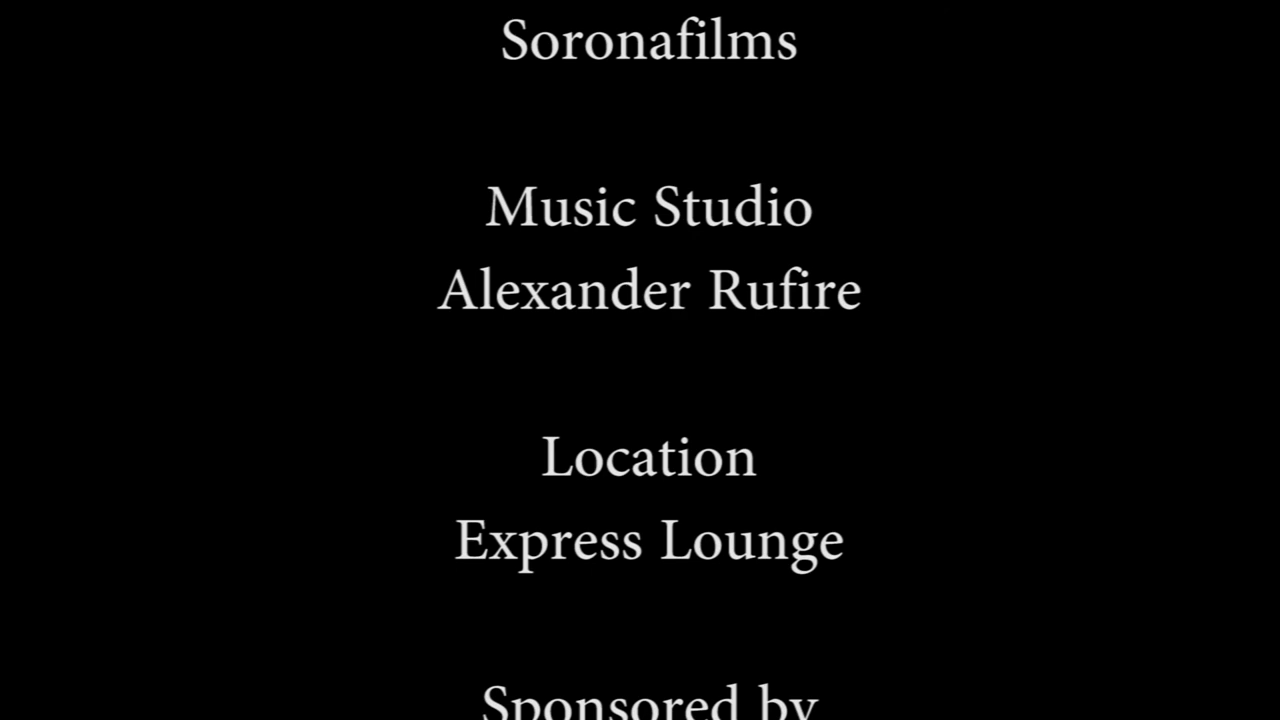 Soronafilms
Music Studio
Alexander Rufire
Location
Express Lounge
Sponsored by